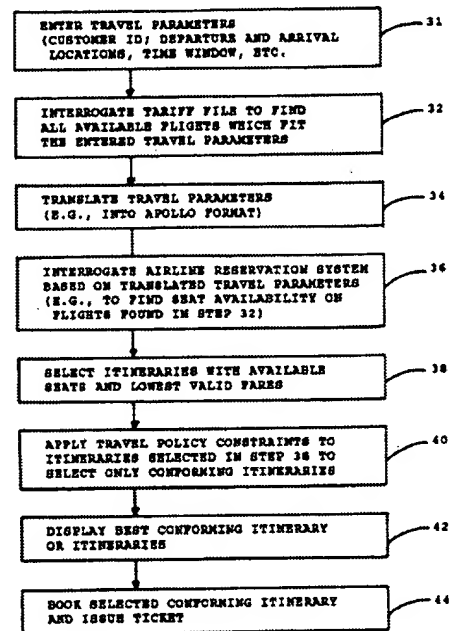 ENTER TRAVEL PARAMETERS
(CUSTOMER ID; DEPARTURE AND ARRIVAL
LOCATIONS, TIME WINDOW, ETC.
31
INTERROGATE TARIFF FILE TO FIND
ALL AVAILABLE FLIGHTS WHICH FIT
THE ENTERED TRAVEL PARAMETERS
32
TRANSLATE TRAVEL PARAMETERS
(E.G., INTO APOLLO FORMAT)
34
INTERROGATE AIRLINE RESERVATION SYSTEM
BASED ON TRANSLATED TRAVEL PARAMETERS
(E.G., TO FIND SEAT AVAILABILITY ON
FLIGHTS FOUND IN STEP 32)
36
SELECT ITINERARIES WITH AVAILABLE
SEATS AND LOWEST VALID FARES
38
APPLY TRAVEL POLICY CONSTRAINTS TO
ITINERARIES SELECTED IN STEP 38 TO
SELECT ONLY CONFORMING ITINERARIES
40
DISPLAY BEST CONFORMING ITINERARY
OR ITINERARIES
42
BOOK SELECTED CONFORMING ITINERARY
AND ISSUE TICKET
44